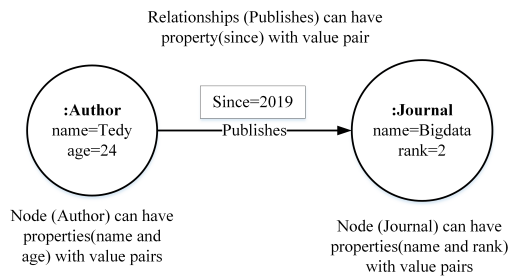 Relationships (Publishes) can have
property(since) with value pair
:Author
name=Tedy
age=24
Since=2019
Publishes
:Journal
name=Bigdata
rank=2
Node (Author) can have
properties(name and
age) with value pairs
Node (Journal) can have
properties(name and rank)
with value pairs